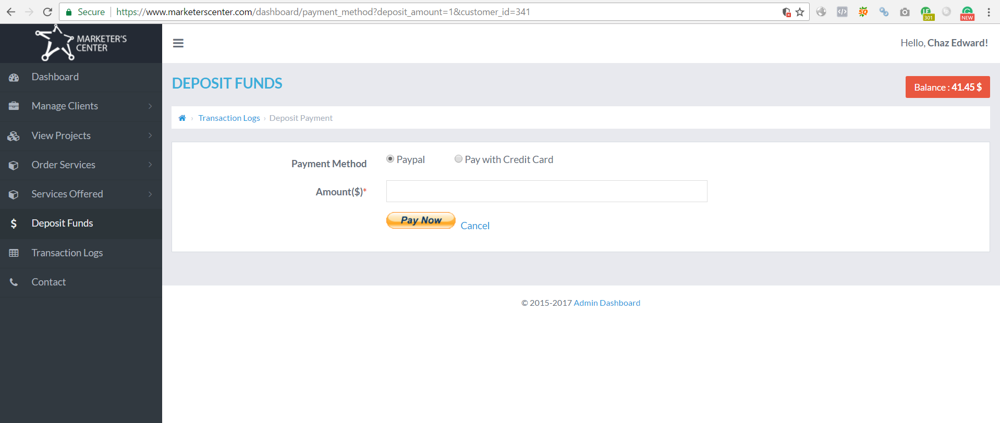 Secure https://www.marketerscenter.com/dashboard/payment_method?deposit_amount=1&customer_id=341
301
NEW
MARKETER'S
CENTER
Hello, Chaz Edward!
Dashboard
Manage Clients
View Projects
Order Services
Services Offered
Deposit Funds
Transaction Logs
Contact
DEPOSIT FUNDS
Balance : 41.45 $
Transaction Logs › Deposit Payment
Payment Method
Paypal
Pay with Credit Card
Amount($)*
Pay Now Cancel
© 2015-2017 Admin Dashboard